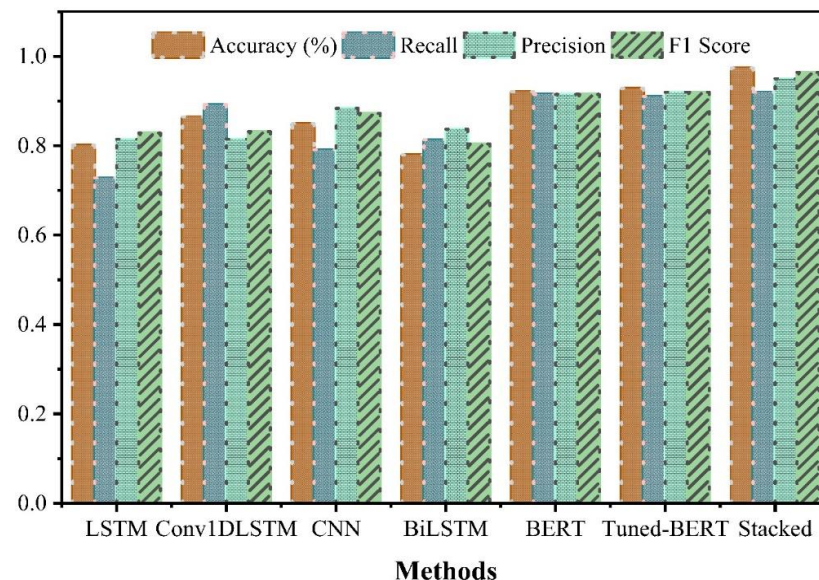 Accuracy (%) Recall Precision F1 Score
1.0
0.8
0.6
0.4
0.2
0.0
LSTM Conv1DLSTM CNN BiLSTM BERT Tuned-BERT Stacked
Methods